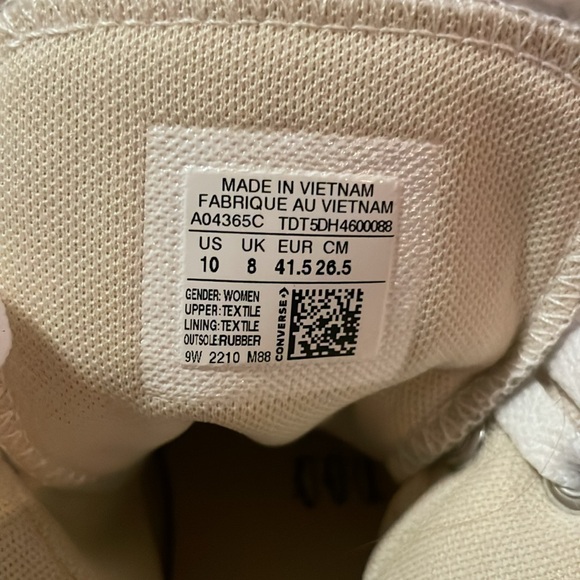 MADE IN VIETNAM
FABRIQUE AU VIETNAM
A04365C TDT5DH4600088
US UK EUR CM
10 8 41.5 26.5
GENDER: WOMEN
UPPER: TEXTILE
LINING: TEXTILE
OUTSOLE:RUBBER
9W 2210 M88
CONVERSE